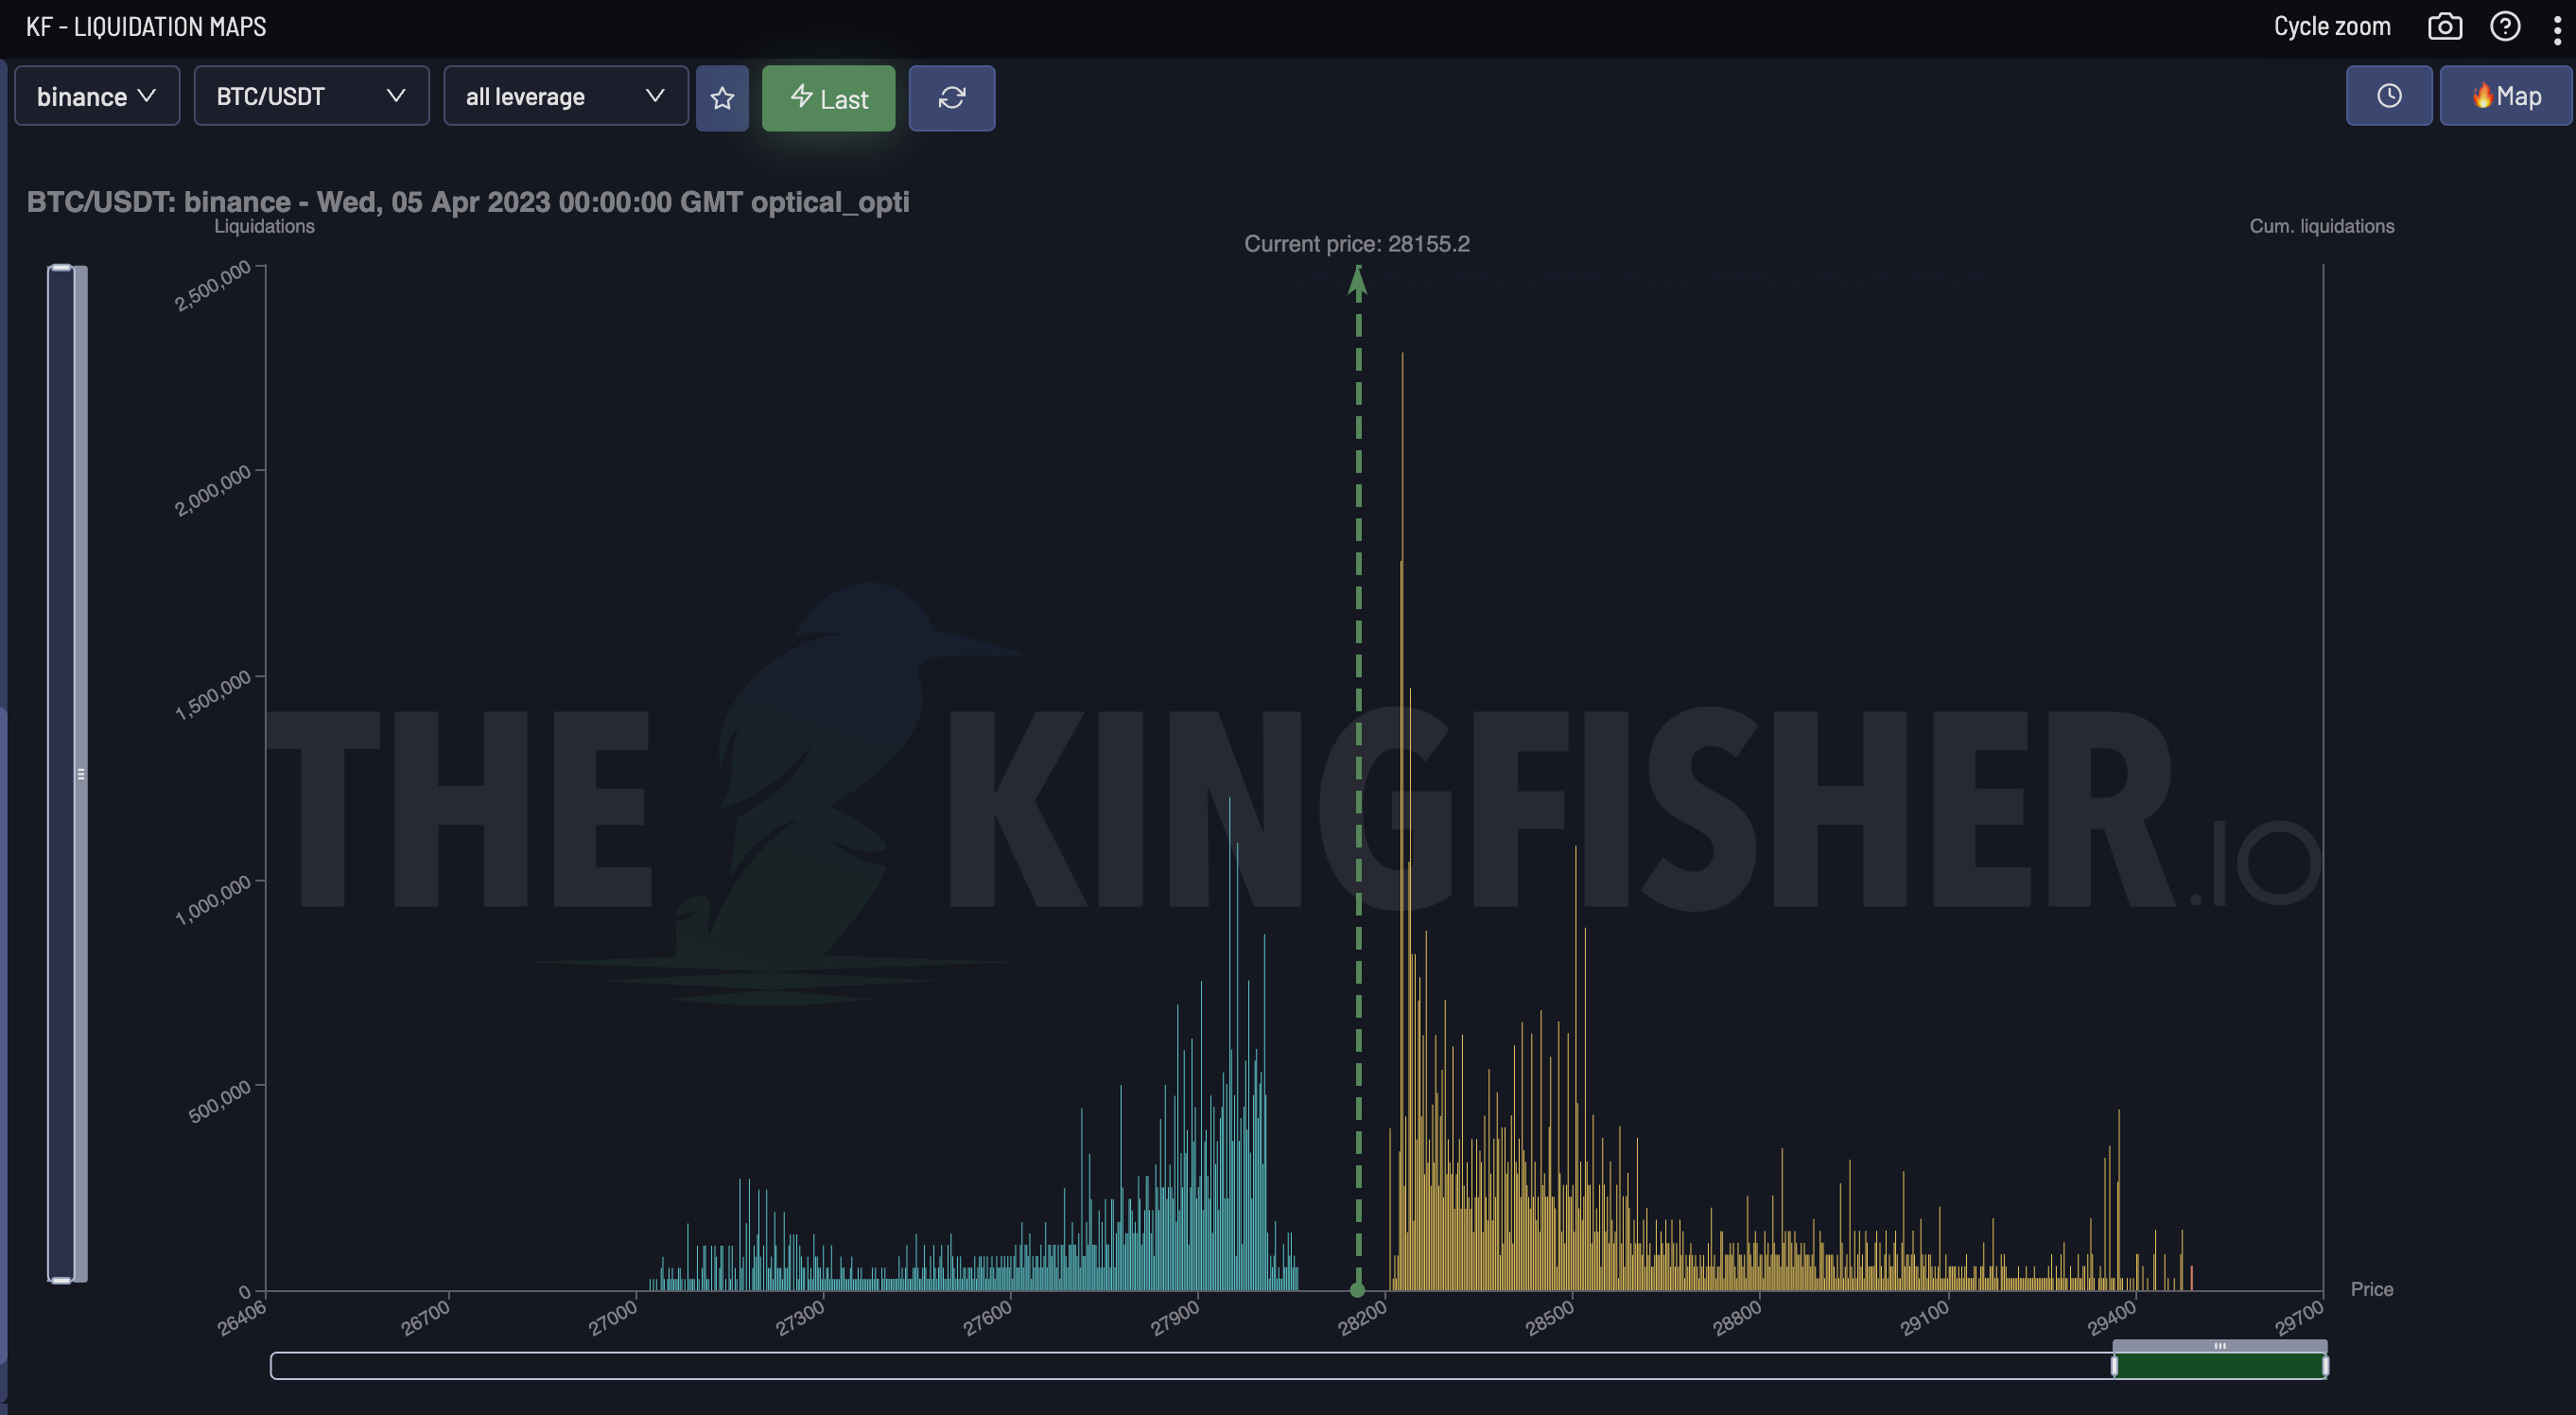 KF - LIQUIDATION MAPS
Cycle zoom
binance
BTC/USDT
all leverage
Last
Map
BTC/USDT: binance - Wed, 05 Apr 2023 00:00:00 GMT optical_opti
Liquidations
Cum. liquidations
Current price: 28155.2
2,500,000
2,000,000
1,500,000
1,000,000
500,000
0
THE KINGFISHER.IO
Price
26406
26700
27000
27300
27600
27900
28200
28500
28800
29100
29400
29700